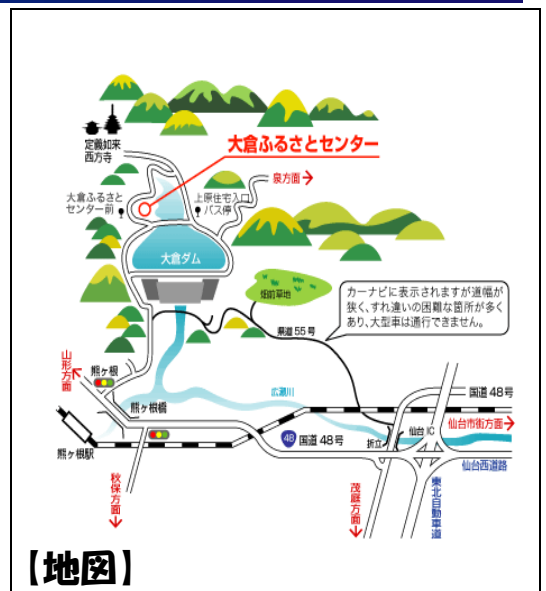 定義如来
西方寺
大倉ふるさとセンター
泉方面
大倉ふるさと
センター前
上原住宅入口
バス停
大倉ダム
畑前草地
カーナビに表示されますが道幅が
狭く、すれ違いの困難な箇所が多く
あり、大型車は通行できません。
県道55号
山形方面
熊ヶ根
熊ヶ根橋
広瀬川
国道48号
仙台市街方面
仙台IC
折立
48 国道48号
熊ヶ根駅
仙台西道路
秋保方面
茂庭方面
東北自動車道
【地図】